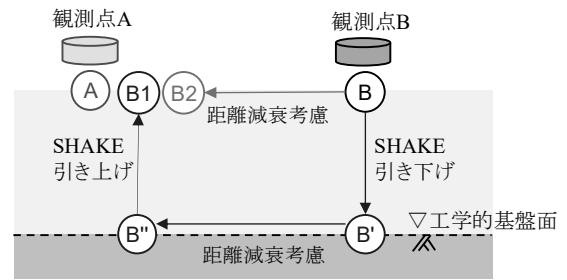 観測点A
観測点B
A
B1
B2
B
距離減衰考慮
SHAKE
引き上げ
SHAKE
引き下げ
B"
B'
▽工学的基盤面
距離減衰考慮